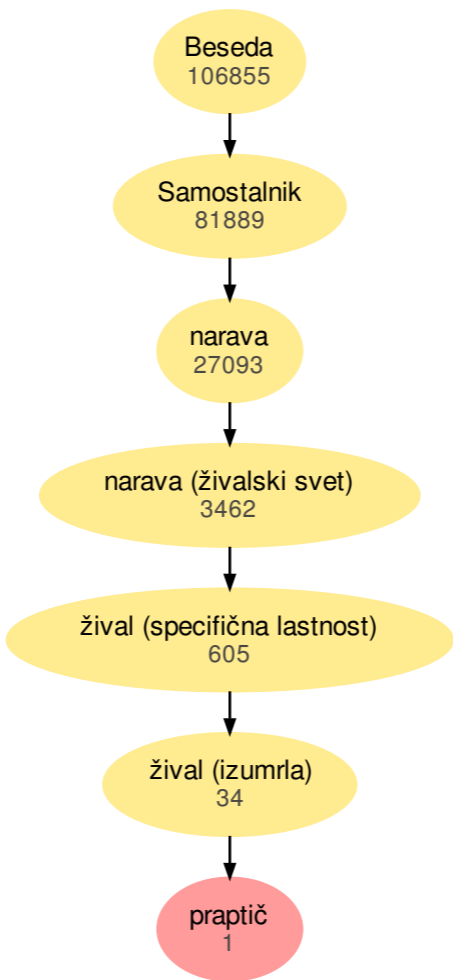 Beseda
106855
Samostalnik
81889
narava
27093
narava (živalski svet)
3462
žival (specifična lastnost)
605
žival (izumrla)
34
praptič
1